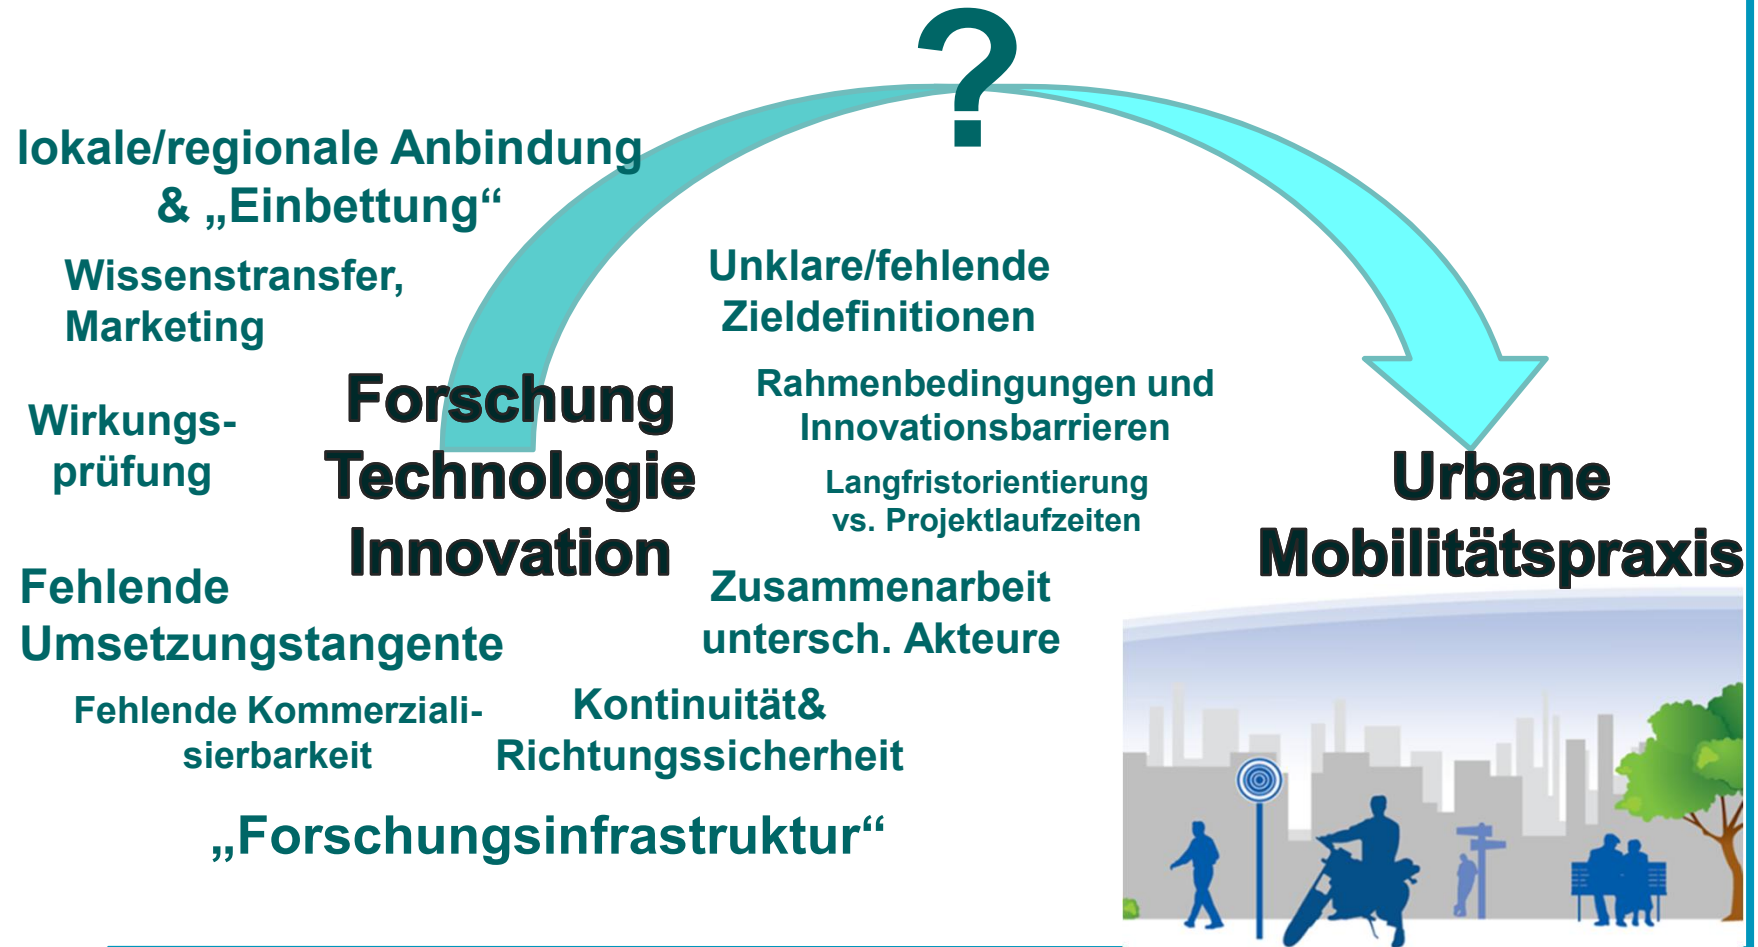 ?
lokale/regionale Anbindung
& „Einbettung“
Wissenstransfer,
Marketing
Unklare/fehlende
Zieldefinitionen
Wirkungs-
prüfung
Forschung
Technologie
Innovation
Rahmenbedingungen und
Innovationsbarrieren
Langfristorientierung
vs. Projektlaufzeiten
Urbane
Mobilitätspraxis
Fehlende
Umsetzungstangente
Zusammenarbeit
untersch. Akteure
Fehlende Kommerziali-
sierbarkeit
Kontinuität&
Richtungssicherheit
„Forschungsinfrastruktur“